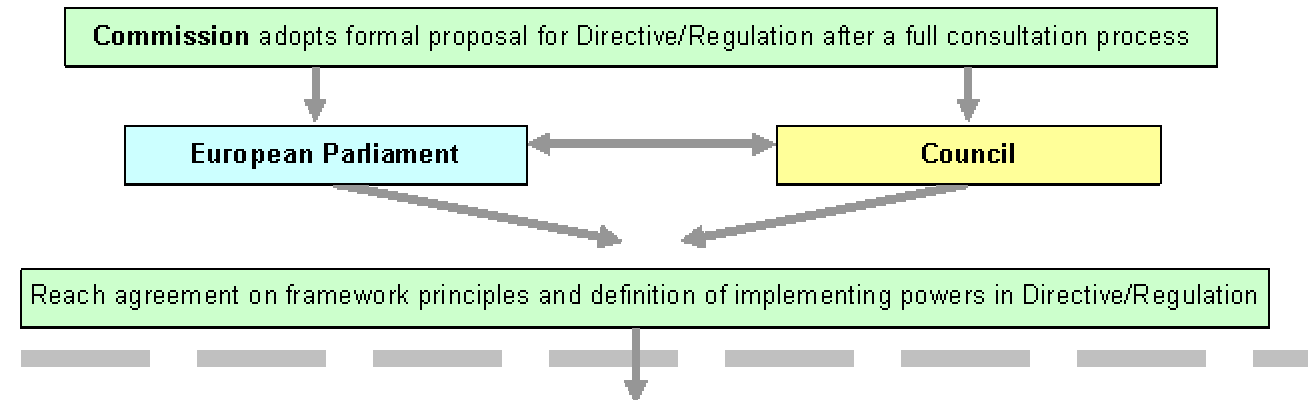 Commission adopts formal proposal for Directive/Regulation after a full consultation process
European Parliament
Council
Reach agreement on framework principles and definition of implementing powers in Directive/Regulation